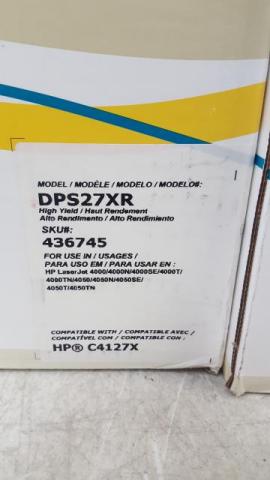 MODEL / MODÈLE / MODELO / MODELO#:
DPS27XR
High Yield / Haut Rendement
Alto Rendimento / Alto Rendimiento
SKU#:
436745
FOR USE IN / USAGES /
PARA USO EM / PARA USAR EN :
HP LaserJet 4000/4000N/4000SE/4000T/
4000TN/4050/4050N/4050SE/
4050T/4050TN
COMPATIBLE WITH / COMPATIBLE AVEC /
COMPATÍVEL COM / COMPATIBLE CON :
HP® C4127X